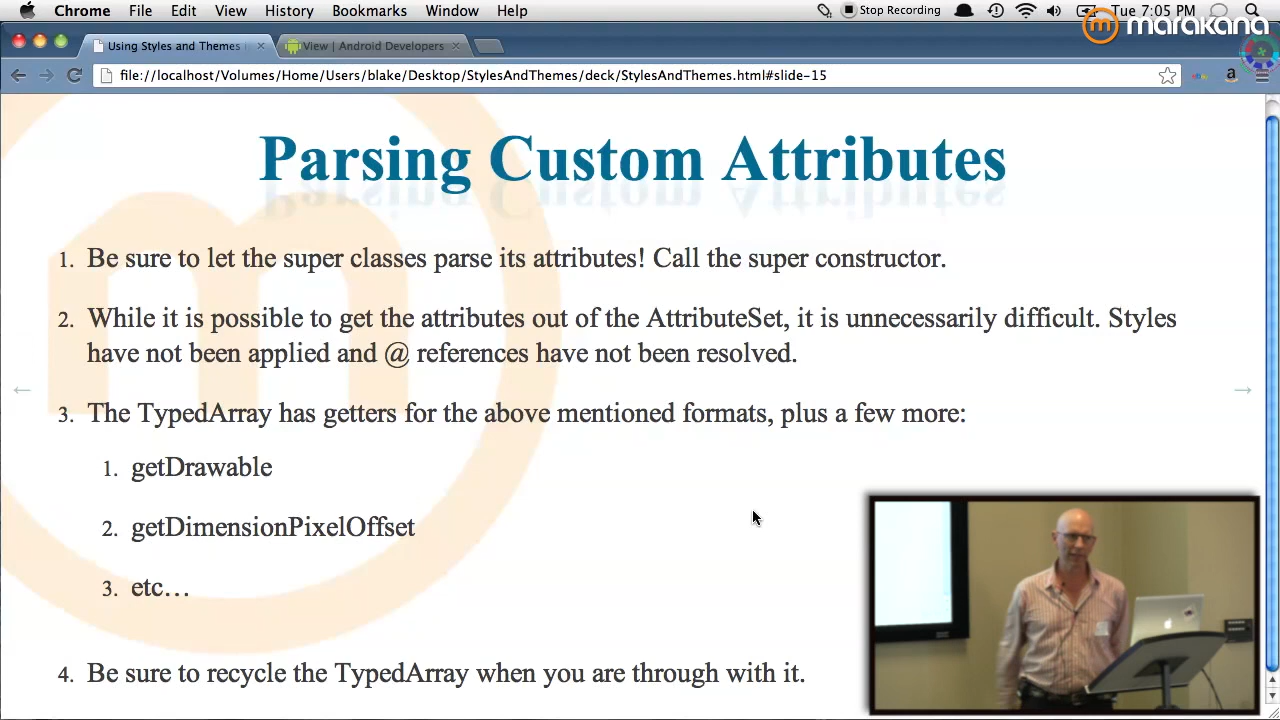 Chrome File Edit View History Bookmarks Window Help Stop Recording Tue 7:05 PM
marakana
Using Styles and Themes
View | Android Developers
file://localhost/Volumes/Home/Users/blake/Desktop/StylesAndThemes/deck/StylesAndThemes.html#slide-15
Parsing Custom Attributes
1. Be sure to let the super classes parse its attributes! Call the super constructor.
2. While it is possible to get the attributes out of the AttributeSet, it is unnecessarily difficult. Styles
have not been applied and @ references have not been resolved.
3. The TypedArray has getters for the above mentioned formats, plus a few more:
1. getDrawable
2. getDimensionPixelOffset
3. etc…
4. Be sure to recycle the TypedArray when you are through with it.